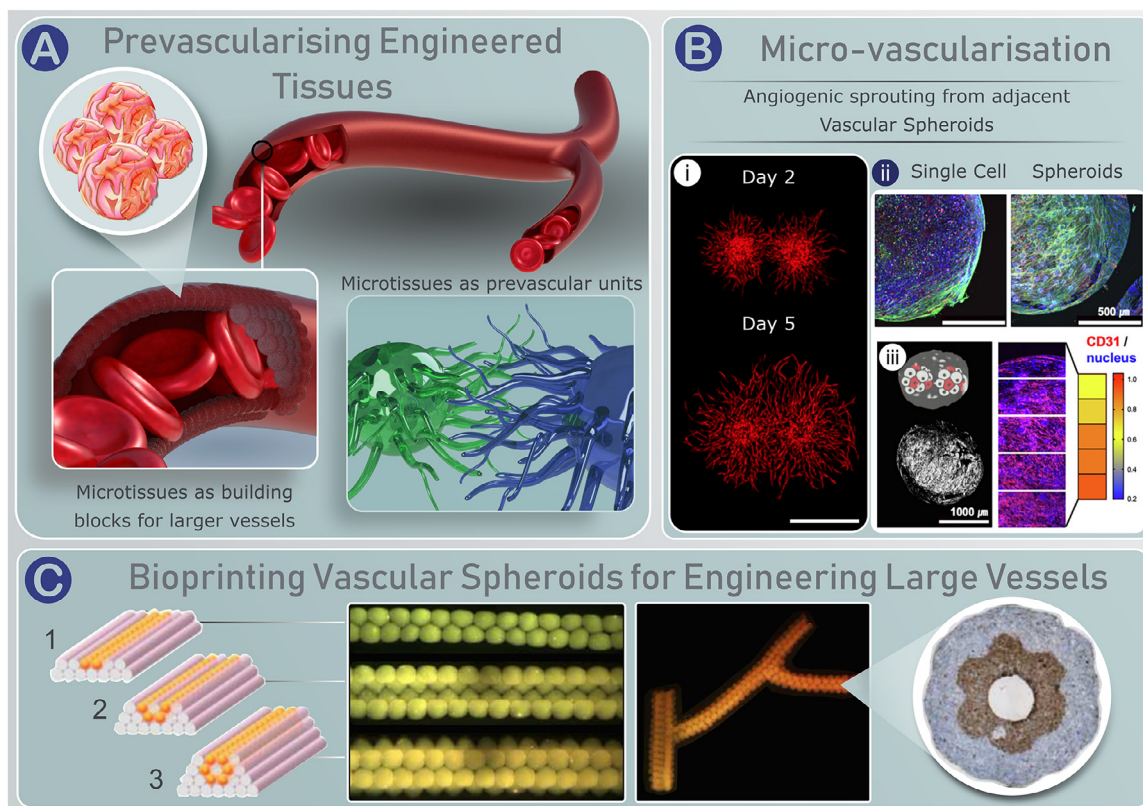 A
Prevascularising Engineered
Tissues
Microtissues as prevascular units
Microtissues as building
blocks for larger vessels
B
Micro-vascularisation
Angiogenic sprouting from adjacent
Vascular Spheroids
i
Day 2
Day 5
ii
Single Cell
Spheroids
500 μm
iii
CD31 /
nucleus
1.0
0.8
0.6
0.4
0.2
1000 μm
C
Bioprinting Vascular Spheroids for Engineering Large Vessels
1
2
3